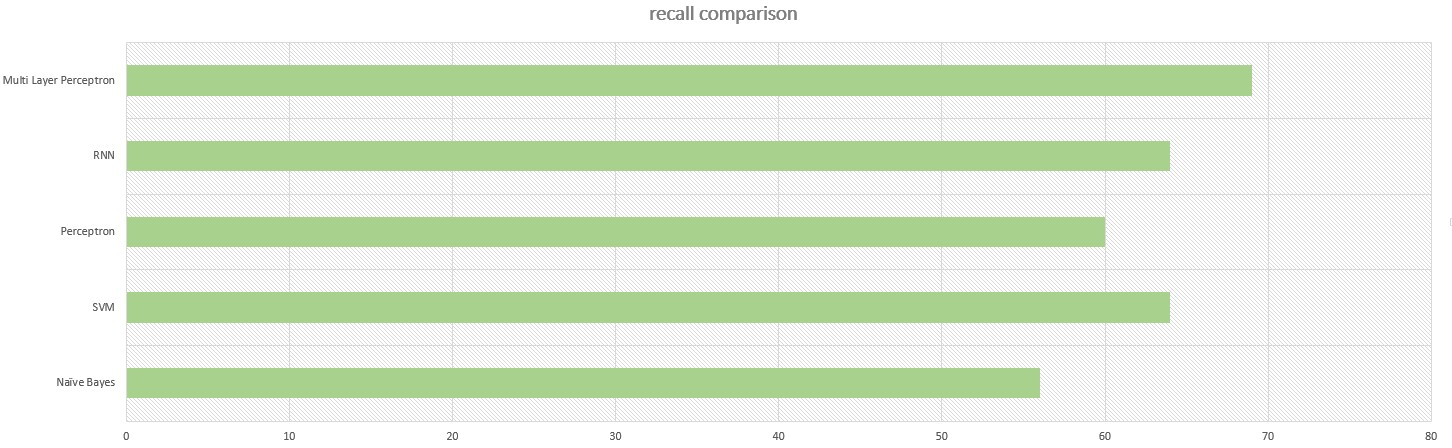 recall comparison
Multi Layer Perceptron
RNN
Perceptron
SVM
Naïve Bayes
0 10 20 30 40 50 60 70 80